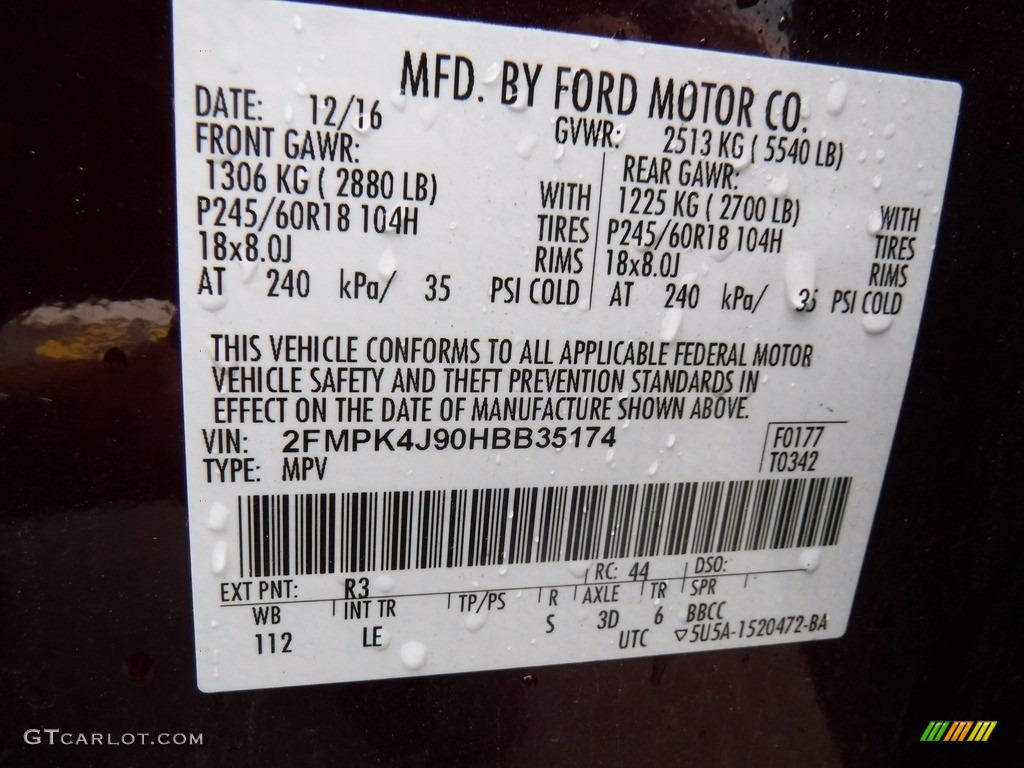 MFD. BY FORD MOTOR CO.
DATE: 12/16 GVWR: 2513 KG ( 5540 LB)
FRONT GAWR: REAR GAWR:
1306 KG ( 2880 LB) WITH 1225 KG ( 2700 LB) WITH
P245/60R18 104H TIRES P245/60R18 104H TIRES
18x8.0J RIMS 18x8.0J RIMS
AT 240 kPa/ 35 PSI COLD AT 240 kPa/ 35 PSI COLD
THIS VEHICLE CONFORMS TO ALL APPLICABLE FEDERAL MOTOR
VEHICLE SAFETY AND THEFT PREVENTION STANDARDS IN
EFFECT ON THE DATE OF MANUFACTURE SHOWN ABOVE.
VIN: 2FMPK4J90HBB35174 F0177
TYPE: MPV T0342
EXT PNT: R3 RC: 44 DSO:
WB INT TR TP/PS R AXLE TR SPR
112 LE S 3D 6 BBCC
UTC ▽5U5A-1520472-BA
GTCARLOT.COM